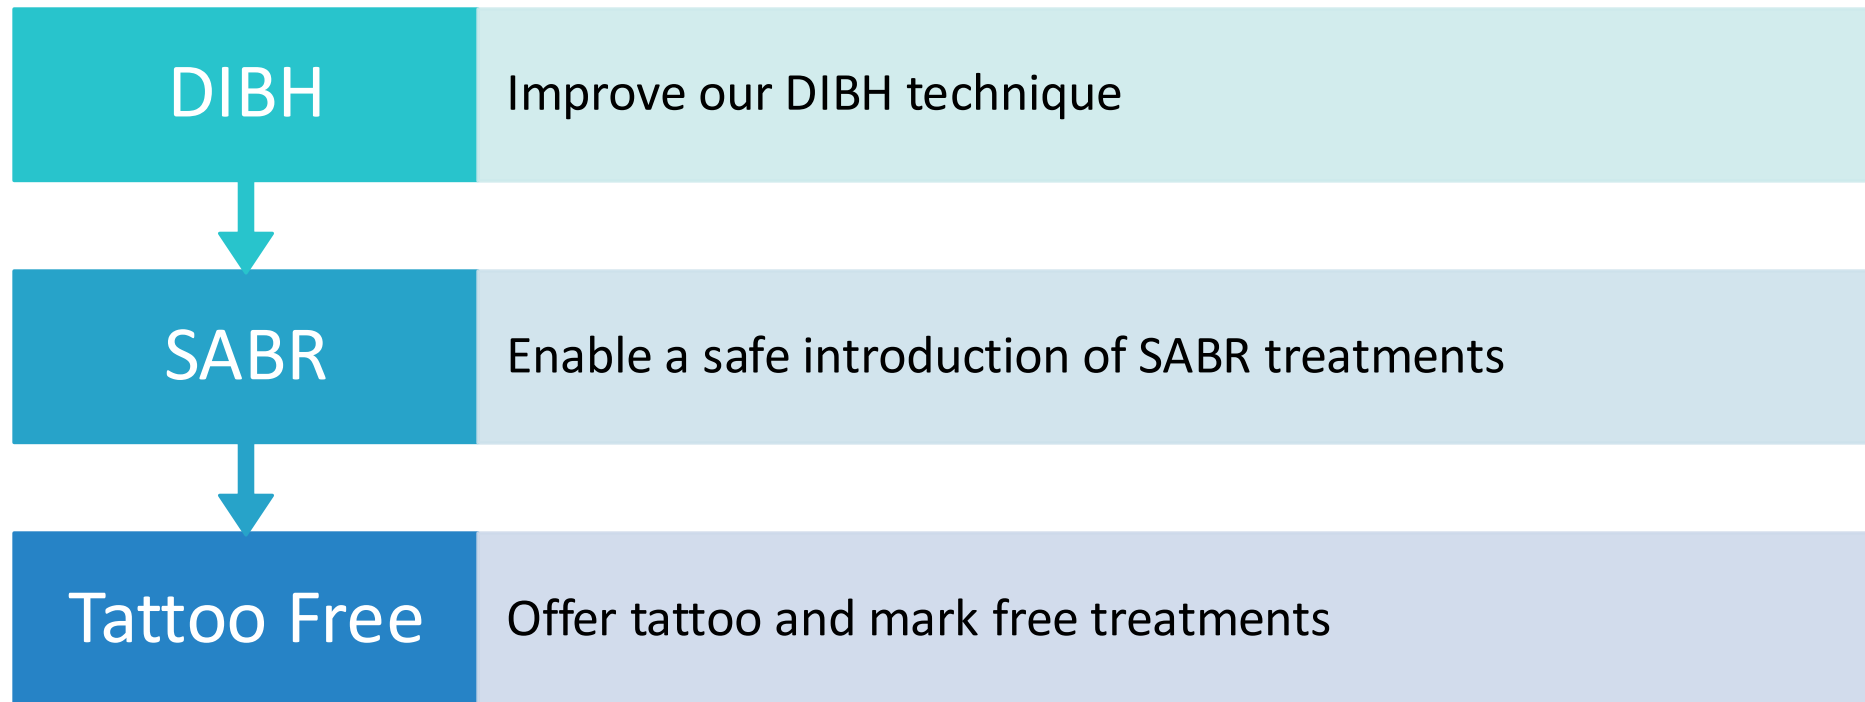 DIBH
Improve our DIBH technique
SABR
Enable a safe introduction of SABR treatments
Tattoo Free
Offer tattoo and mark free treatments